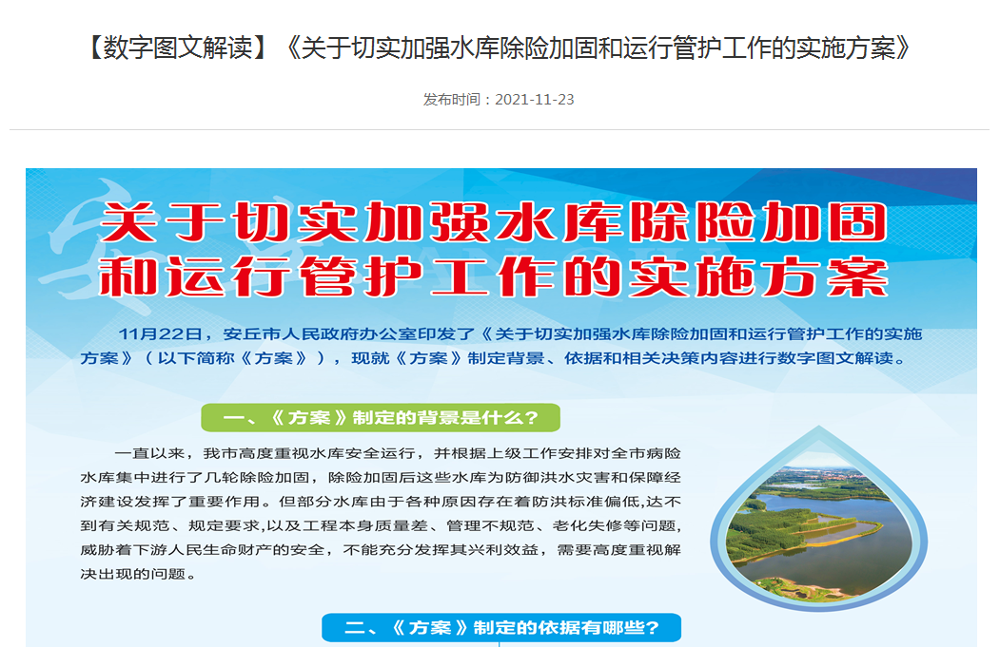 【数字图文解读】《关于切实加强水库除险加固和运行管护工作的实施方案》
发布时间：2021-11-23
关于切实加强水库除险加固
和运行管护工作的实施方案
11月22日，安丘市人民政府办公室印发了《关于切实加强水库除险加固和运行管护工作的实施
方案》（以下简称《方案》），现就《方案》制定背景、依据和相关决策内容进行数字图文解读。
一、《方案》制定的背景是什么？
一直以来，我市高度重视水库安全运行，并根据上级工作安排对全市病险
水库集中进行了几轮除险加固，除险加固后这些水库为防御洪水灾害和保障经
济建设发挥了重要作用。但部分水库由于各种原因存在着防洪标准偏低,达不
到有关规范、规定要求,以及工程本身质量差、管理不规范、老化失修等问题,
威胁着下游人民生命财产的安全，不能充分发挥其兴利效益，需要高度重视解
决出现的问题。
二、《方案》制定的依据有哪些？